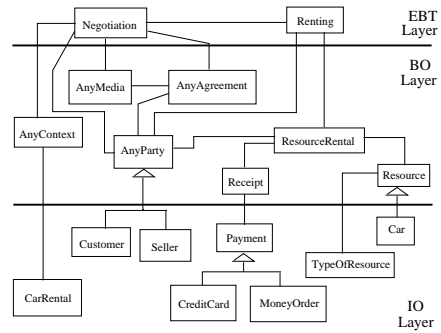 Negotiation
Renting
EBT
Layer
BO
Layer
AnyMedia
AnyAgreement
AnyContext
AnyParty
ResourceRental
Receipt
Resource
Customer
Seller
Payment
Car
TypeOfResource
CarRental
CreditCard
MoneyOrder
IO
Layer